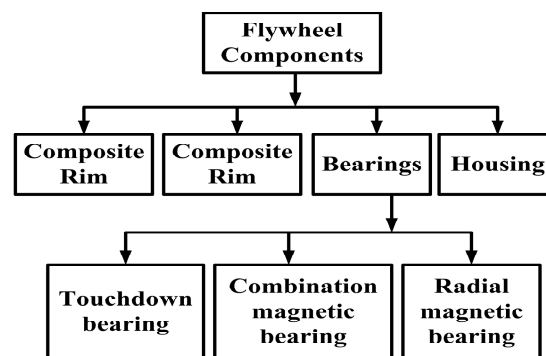 Flywheel
Components
Composite
Rim
Composite
Rim
Bearings
Housing
Touchdown
bearing
Combination
magnetic
bearing
Radial
magnetic
bearing